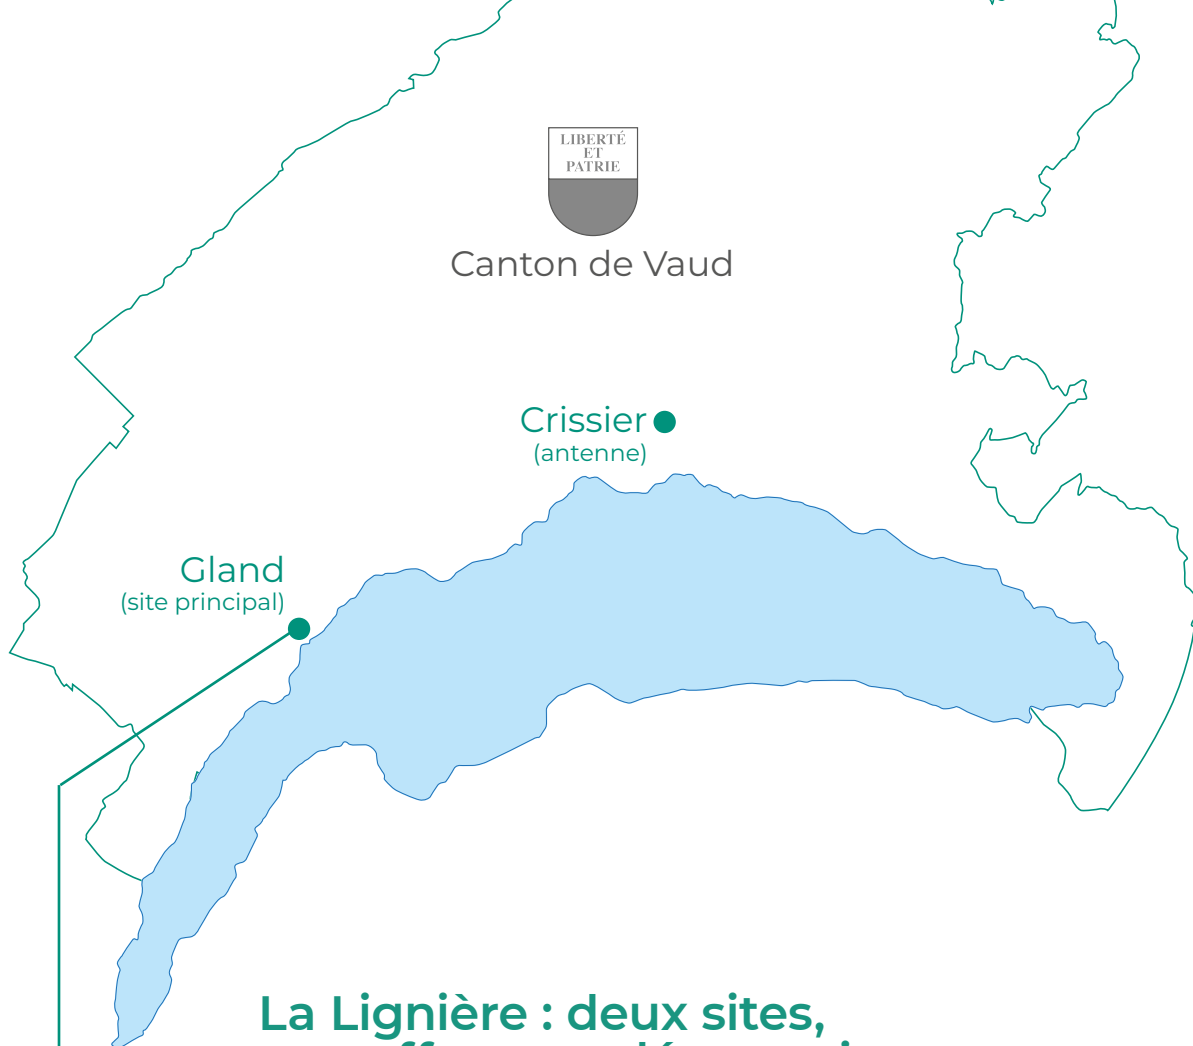 LIBERTÉ
ET
PATRIE
Canton de Vaud
Crissier
(antenne)
Gland
(site principal)
La Lignière : deux sites,